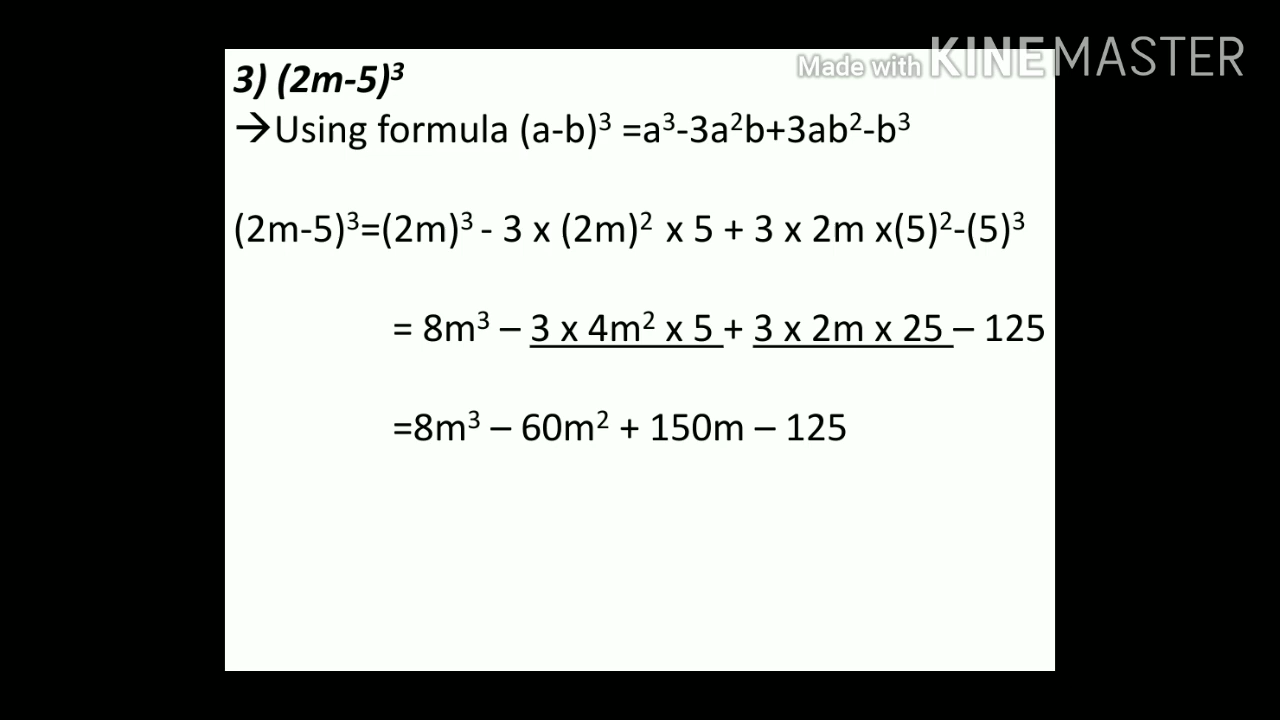 Made with KINEMASTER
3) (2m-5)³
→Using formula (a-b)³ =a³-3a²b+3ab²-b³
(2m-5)³=(2m)³ - 3 x (2m)² x 5 + 3 x 2m x(5)²-(5)³
= 8m³ – 3 x 4m² x 5 + 3 x 2m x 25 – 125
=8m³ – 60m² + 150m – 125